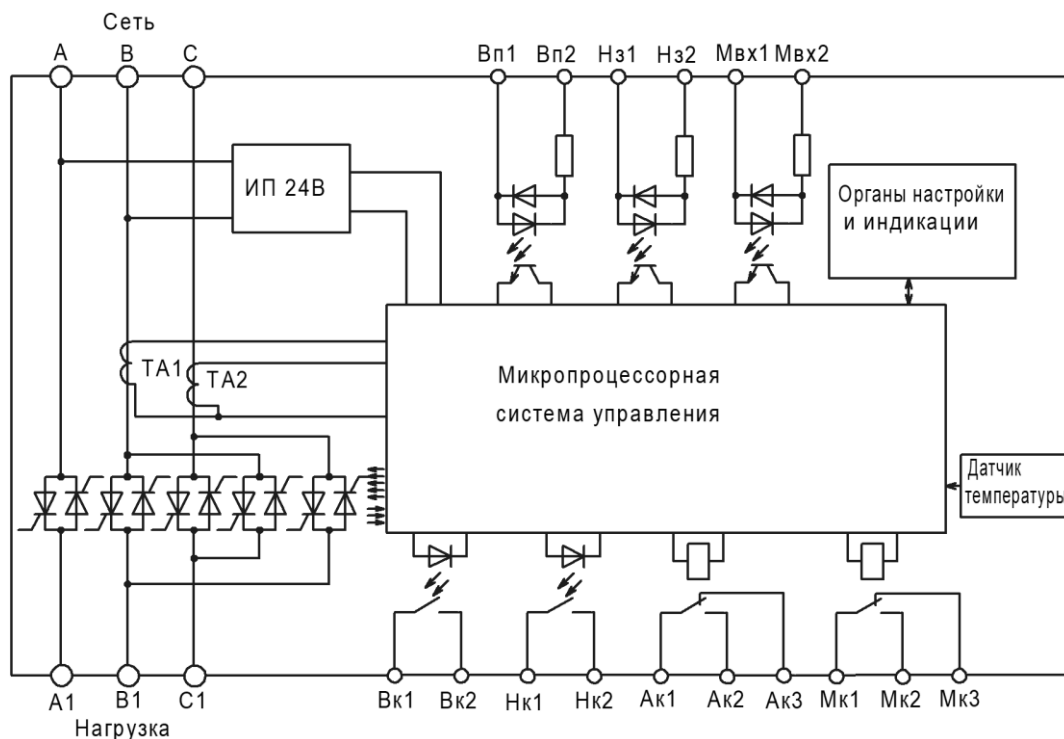 Сеть
А В С
Вп1 Вп2 Нз1 Нз2 Мвх1 Мвх2
ИП 24В
Органы настройки
и индикации
ТА1
ТА2
Микропроцессорная
система управления
Датчик
температуры
А1 В1 С1
Нагрузка
Вк1 Вк2 Нк1 Нк2 Ак1 Ак2 Ак3 Мк1 Мк2 Мк3